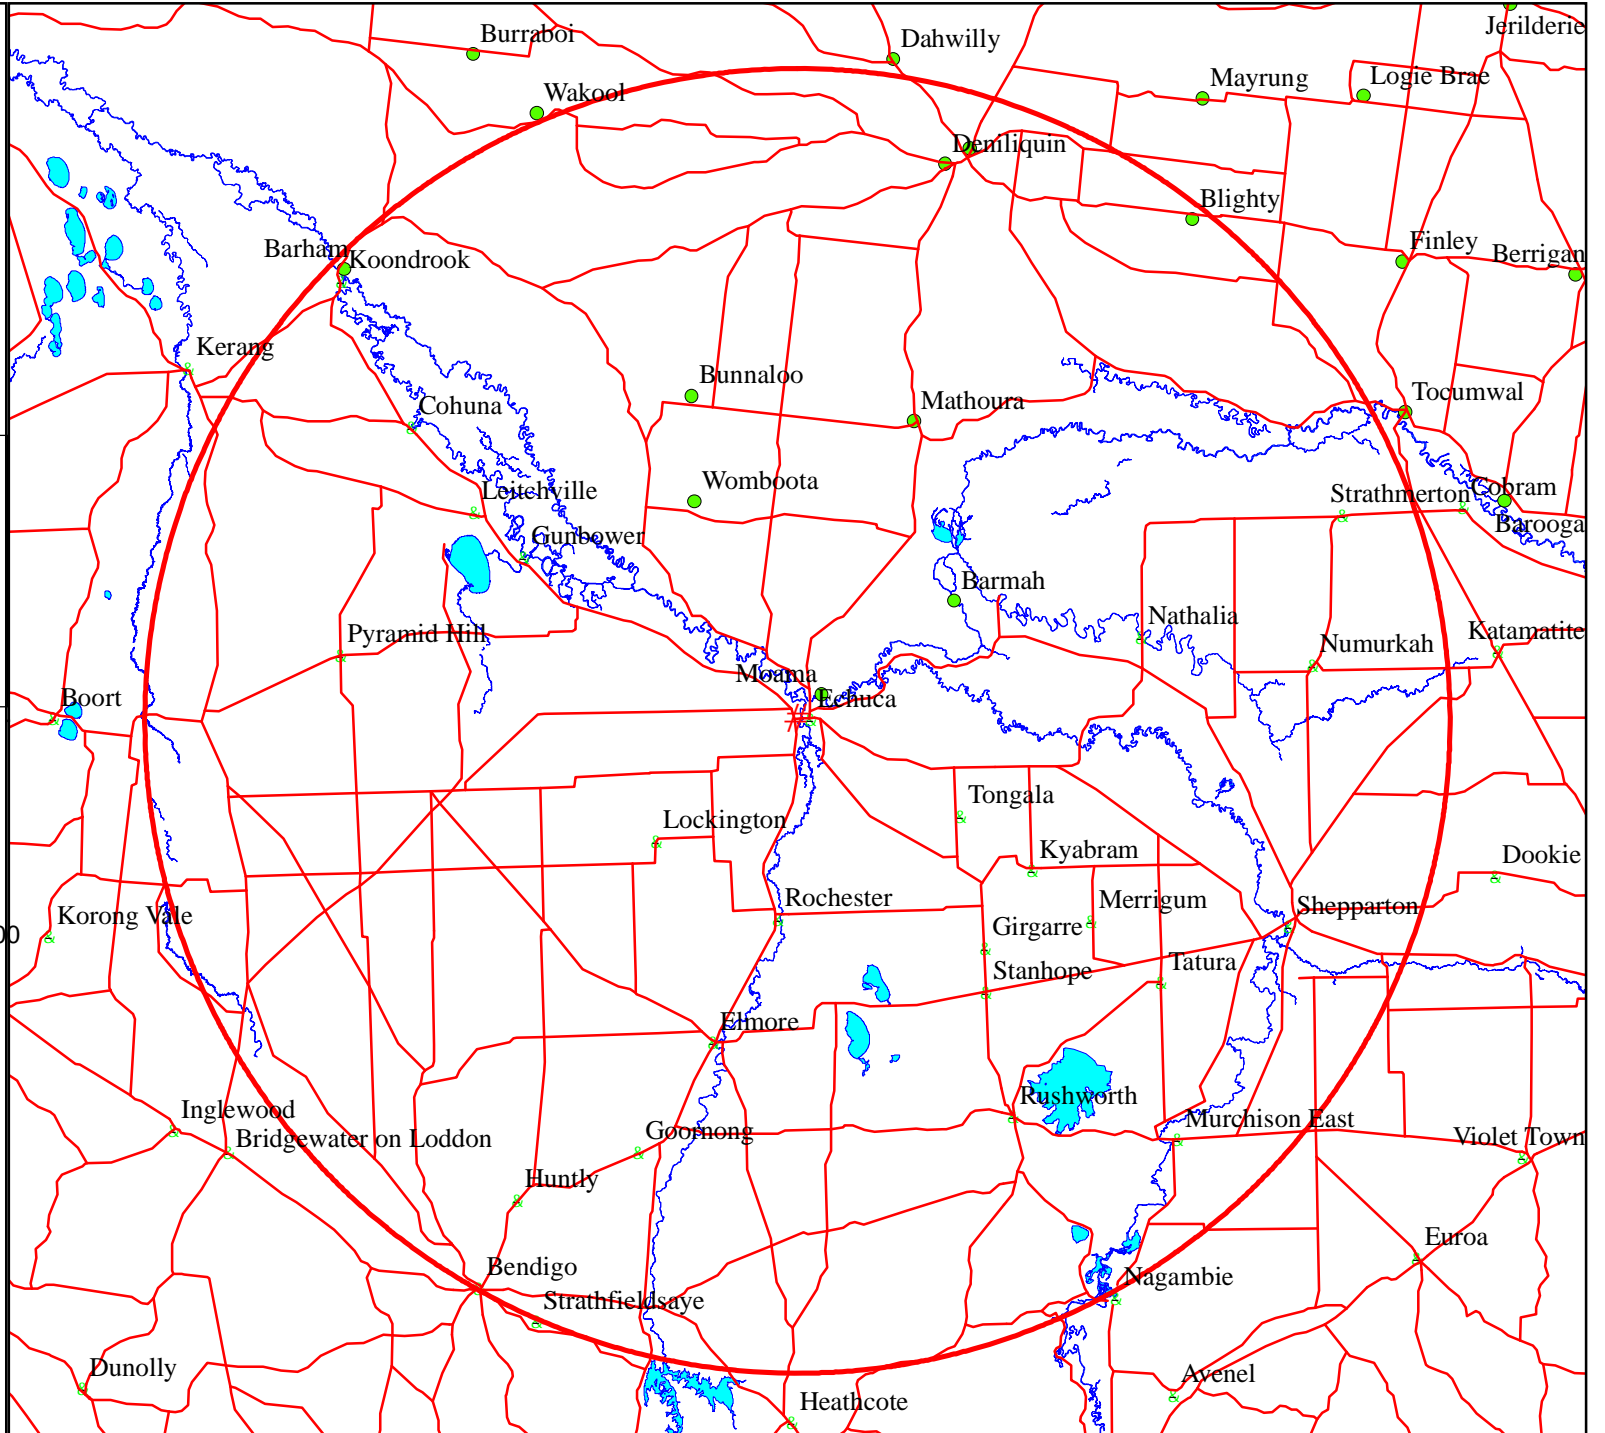 Jerilderie
Burraboi
Dahwilly
Mayrung
Logie Brae
Wakool
Deniliquin
Blighty
Finley
Berrigan
Barham
Koondrook
Kerang
Bunnaloo
Mathoura
Tocumwal
Cohuna
Leitchville
Womboota
Strathmerton
Cobram
Barooga
Gunbower
Barmah
Nathalia
Pyramid Hill
Numurkah
Katamatite
Boort
Moama
Echuca
Lockington
Tongala
Kyabram
Dookie
Korong Vale
Rochester
Merrigum
Shepparton
Girgarre
00
Stanhope
Tatura
Elmore
Inglewood
Rushworth
Bridgewater on Loddon
Goornong
Murchison East
Violet Town
Huntly
Euroa
Bendigo
Nagambie
Strathfieldsaye
Dunolly
Avenel
Heathcote